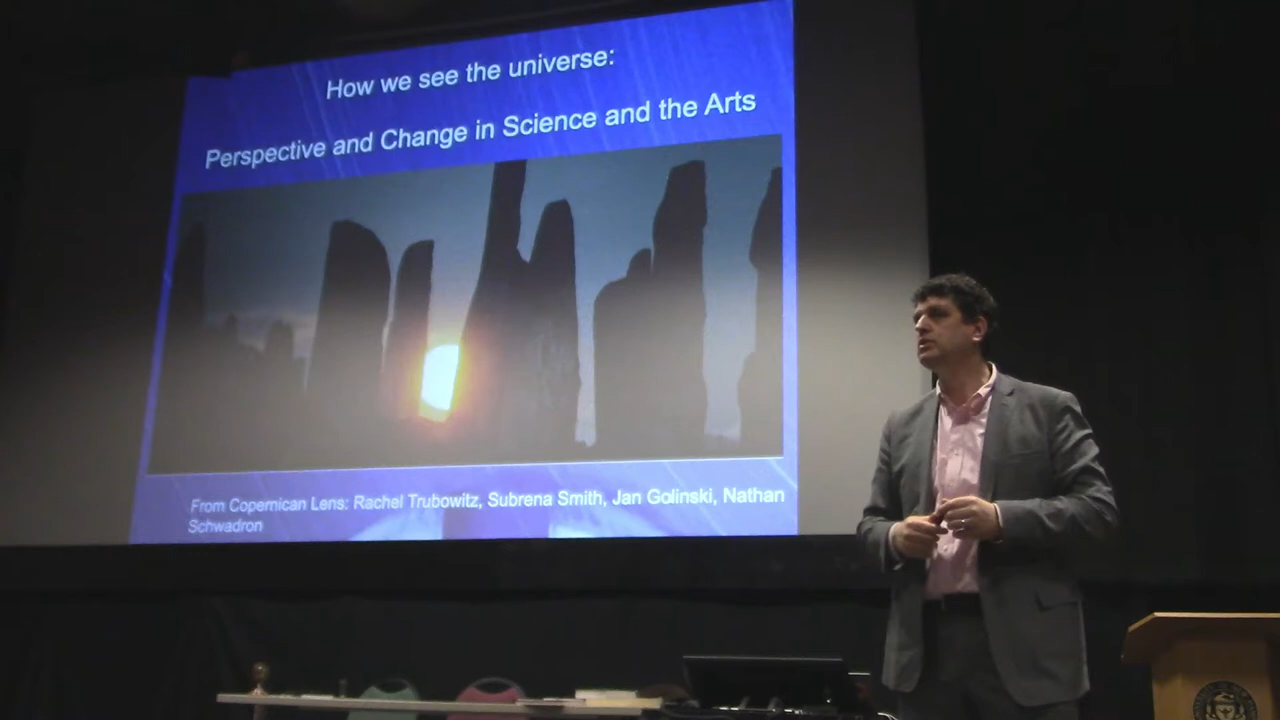 How we see the universe:
Perspective and Change in Science and the Arts
From Copernican Lens: Rachel Trubowitz, Subrena Smith, Jan Golinski, Nathan
Schwadron